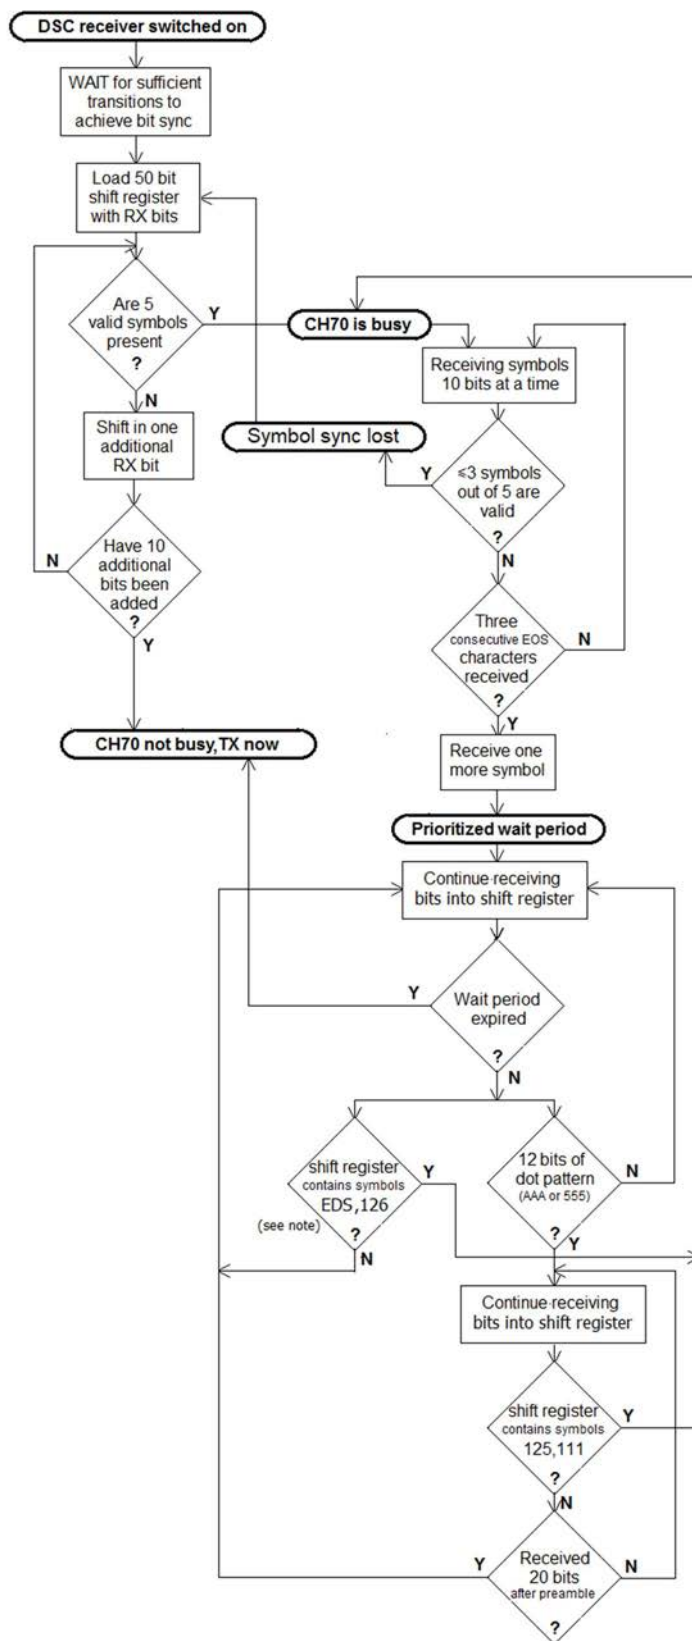 DSC receiver switched on
WAIT for sufficient
transitions to
achieve bit sync
Load 50 bit
shift register
with RX bits
Are 5
valid symbols
present
?
Y
N
CH70 is busy
Receiving symbols
10 bits at a time
Shift in one
additional
RX bit
Symbol sync lost
Y
≤3 symbols
out of 5 are
valid
?
N
Have 10
additional
bits been
added
?
N
Y
Three
consecutive EOS
characters
received
?
N
Y
CH70 not busy,TX now
Receive one
more symbol
Prioritized wait period
Continue receiving
bits into shift register
Y
Wait period
expired
?
N
shift register
contains symbols
EDS,126
(see note)
?
Y
N
12 bits of
dot pattern
(AAA or 555)
?
N
Y
Continue receiving
bits into shift register
shift register
contains symbols
125,111
?
Y
N
Y
Received
20 bits
after preamble
?
N